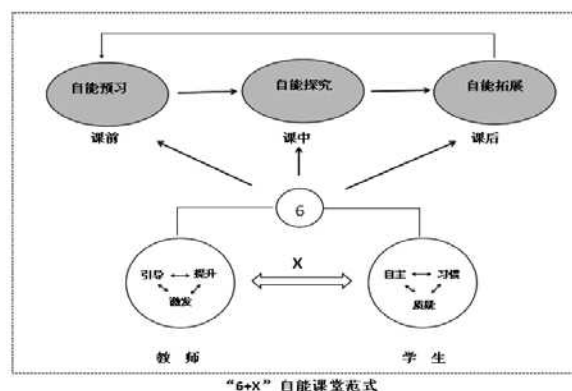 自能预习
自能探究
自能拓展
课前
课中
课后
6
X
引导
提升
激发
自主
习惯
质量
教 师
学 生
“6+X”自能课堂范式